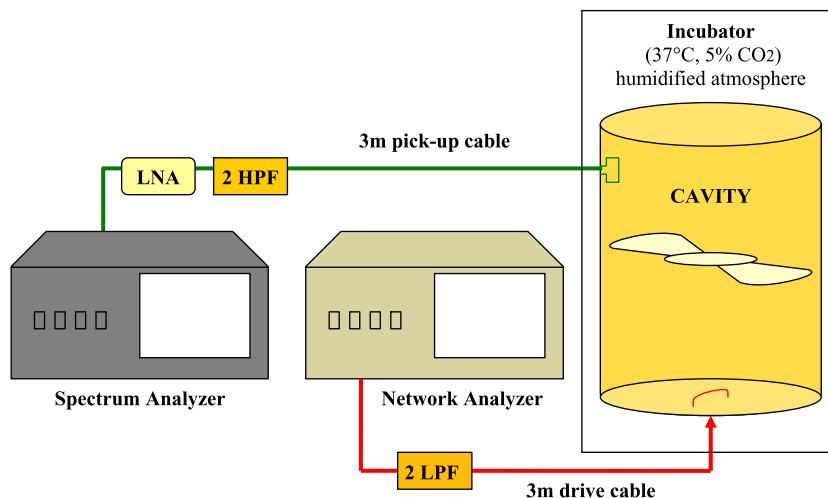 Incubator
(37°C, 5% CO2)
humidified atmosphere
3m pick-up cable
LNA
2 HPF
CAVITY
Spectrum Analyzer
Network Analyzer
2 LPF
3m drive cable